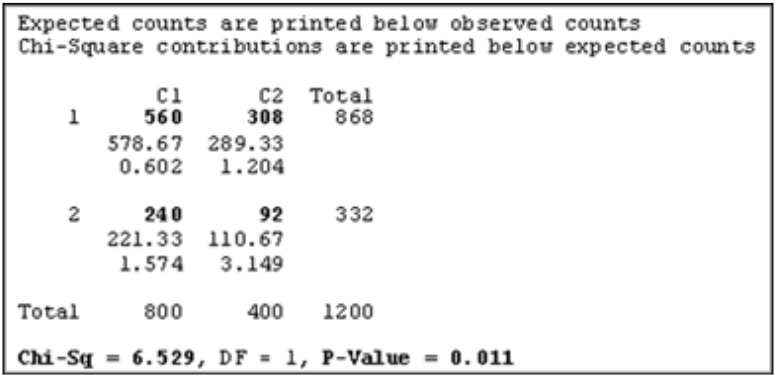 Expected counts are printed below observed counts
Chi-Square contributions are printed below expected counts
C1 C2 Total
1 560 308 868
578.67 289.33
0.602 1.204
2 240 92 332
221.33 110.67
1.574 3.149
Total 800 400 1200
Chi-Sq = 6.529, DF = 1, P-Value = 0.011